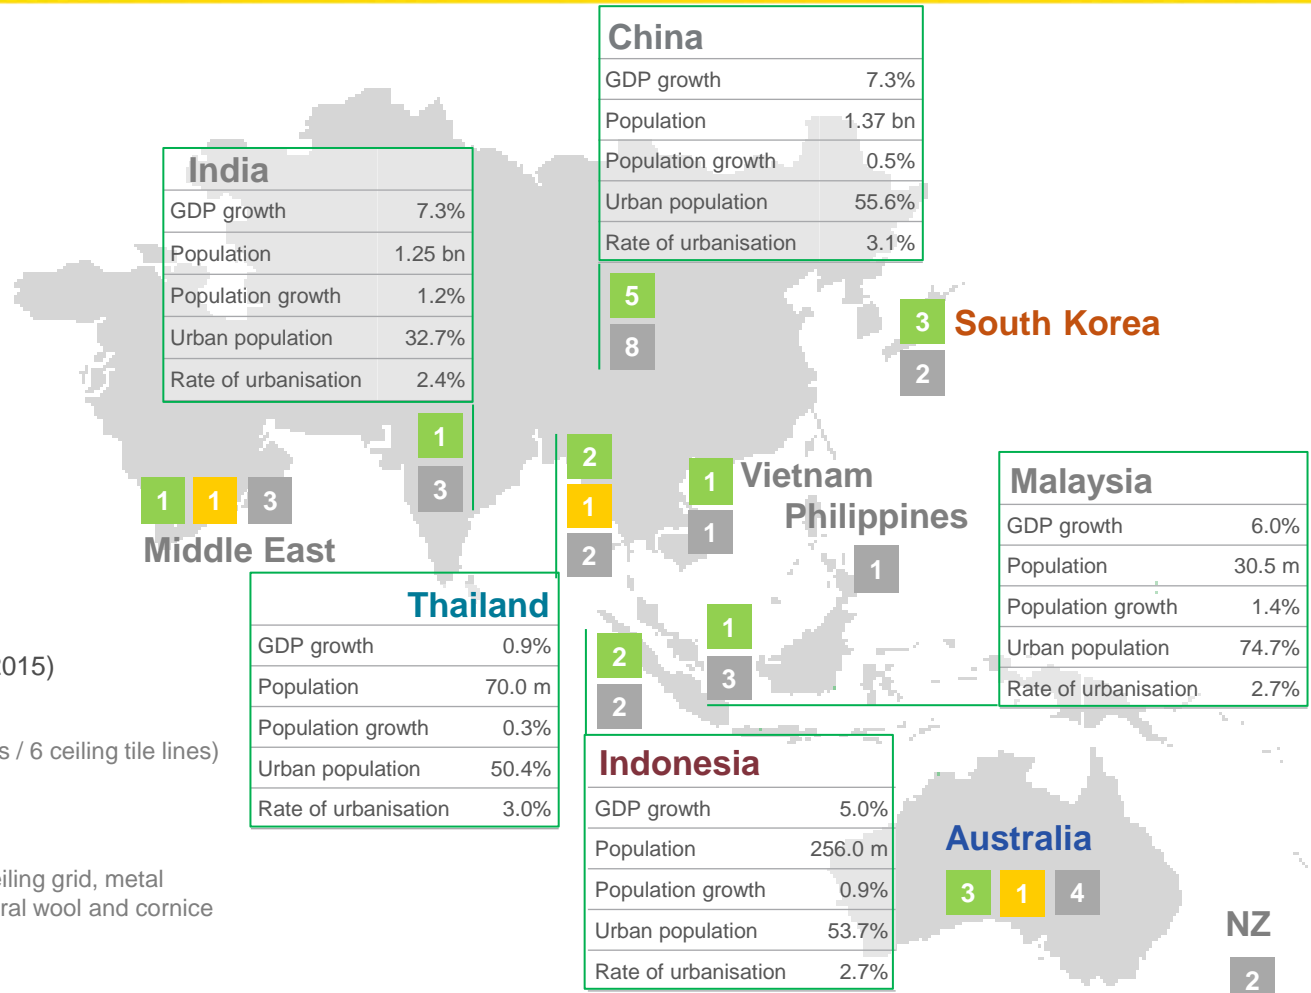 China
GDP growth 7.3%
Population 1.37 bn
Population growth 0.5%
Urban population 55.6%
Rate of urbanisation 3.1%
India
GDP growth 7.3%
Population 1.25 bn
Population growth 1.2%
Urban population 32.7%
Rate of urbanisation 2.4%
5
8
3 South Korea
2
1
3
2
1
2
1 Vietnam
1
Philippines
1
1 1 3
Middle East
Malaysia
GDP growth 6.0%
Population 30.5 m
Population growth 1.4%
Urban population 74.7%
Rate of urbanisation 2.7%
Thailand
GDP growth 0.9%
Population 70.0 m
Population growth 0.3%
Urban population 50.4%
Rate of urbanisation 3.0%
2
2
1
3
2015)
s / 6 ceiling tile lines)
eiling grid, metal
ral wool and cornice
Indonesia
GDP growth 5.0%
Population 256.0 m
Population growth 0.9%
Urban population 53.7%
Rate of urbanisation 2.7%
Australia
3 1 4
NZ
2